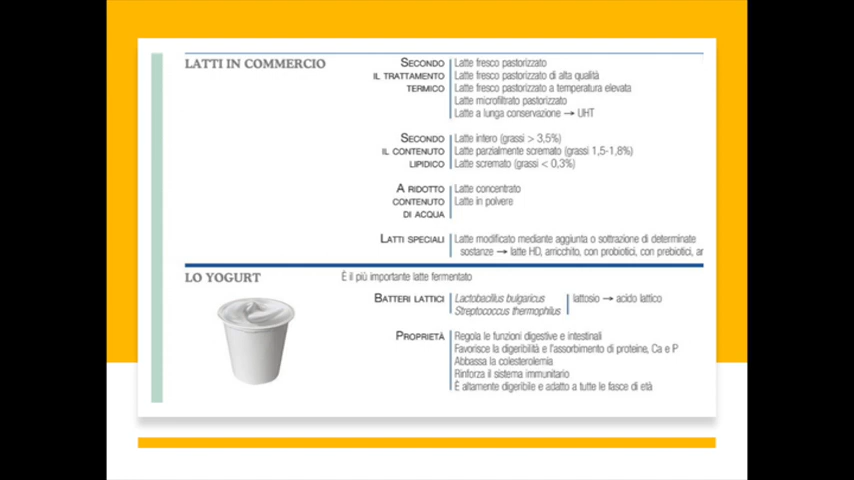 LATTI IN COMMERCIO
SECONDO IL TRATTAMENTO TERMICO
Latte fresco pastorizzato
Latte fresco pastorizzato di alta qualità
Latte fresco pastorizzato a temperatura elevata
Latte microfiltrato pastorizzato
Latte a lunga conservazione → UHT
SECONDO IL CONTENUTO LIPIDICO
Latte intero (grassi > 3,5%)
Latte parzialmente scremato (grassi 1,5-1,8%)
Latte scremato (grassi < 0,3%)
A RIDOTTO CONTENUTO DI ACQUA
Latte concentrato
Latte in polvere
LATTI SPECIALI
Latte modificato mediante aggiunta o sottrazione di determinate
sostanze → latte HD, arricchito, con probiotici, con prebiotici, ar
LO YOGURT
È il più importante latte fermentato
BATTERI LATTICI
Lactobacillus bulgaricus
Streptococcus thermophilus
lattosio → acido lattico
PROPRIETÀ
Regola le funzioni digestive e intestinali
Favorisce la digeribilità e l'assorbimento di proteine, Ca e P
Abbassa la colesterolemia
Rinforza il sistema immunitario
È altamente digeribile e adatto a tutte le fasce di età